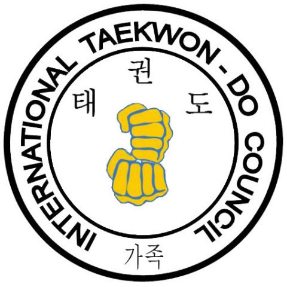 INTERNATIONAL TAEKWON-DO COUNCIL
태권도
가족